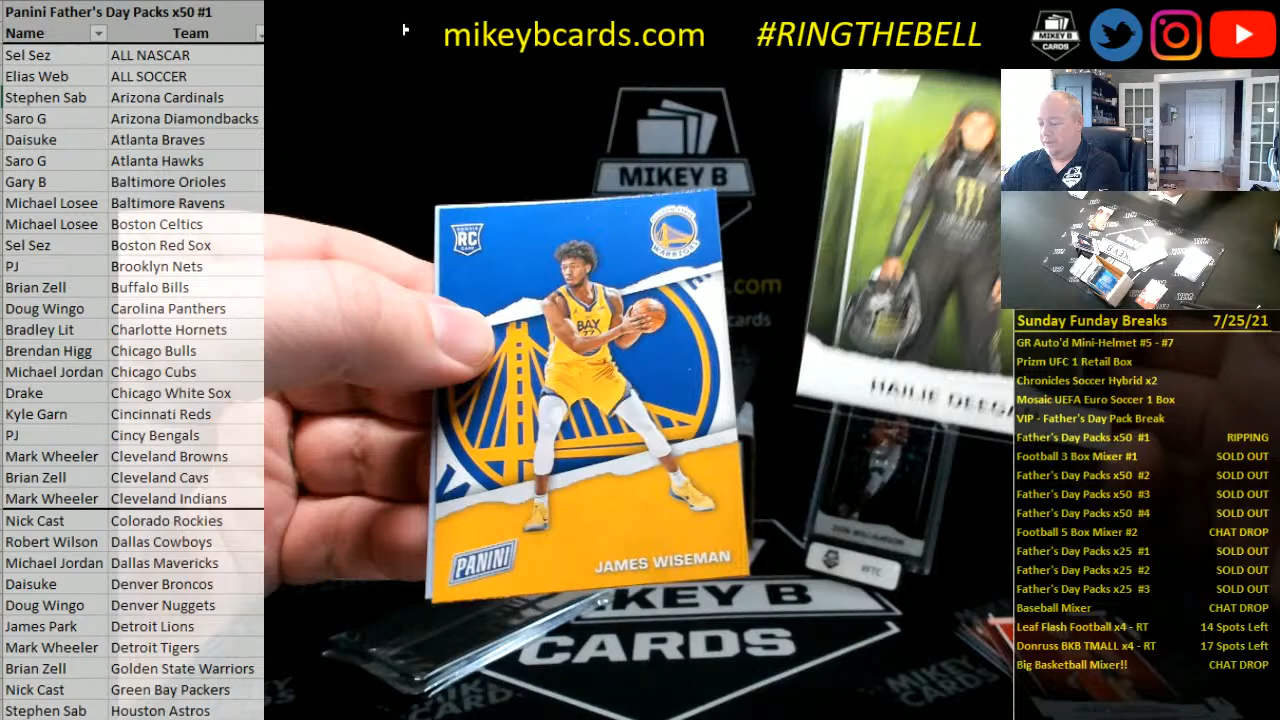 Panini Father's Day Packs x50 #1
Name Team
Sel Sez ALL NASCAR
Elias Web ALL SOCCER
Stephen Sab Arizona Cardinals
Saro G Arizona Diamondbacks
Daisuke Atlanta Braves
Saro G Atlanta Hawks
Gary B Baltimore Orioles
Michael Losee Baltimore Ravens
Michael Losee Boston Celtics
Sel Sez Boston Red Sox
PJ Brooklyn Nets
Brian Zell Buffalo Bills
Doug Wingo Carolina Panthers
Bradley Lit Charlotte Hornets
Brendan Higg Chicago Bulls
Michael Jordan Chicago Cubs
Drake Chicago White Sox
Kyle Garn Cincinnati Reds
PJ Cincy Bengals
Mark Wheeler Cleveland Browns
Brian Zell Cleveland Cavs
Mark Wheeler Cleveland Indians
Nick Cast Colorado Rockies
Robert Wilson Dallas Cowboys
Michael Jordan Dallas Mavericks
Daisuke Denver Broncos
Doug Wingo Denver Nuggets
James Park Detroit Lions
Mark Wheeler Detroit Tigers
Brian Zell Golden State Warriors
Nick Cast Green Bay Packers
Stephen Sab Houston Astros
mikeybcards.com #RINGTHEBELL
MIKEY B
CARDS
MIKEY B
RC
WARRIORS
BAY
PANINI
JAMES WISEMAN
HAILIE DEEGA
.com
cards
KFTC
KEY B
CARDS
MIKEY
CARDS
Sunday Funday Breaks 7/25/21
GR Auto'd Mini-Helmet #5 - #7
Prizm UFC 1 Retail Box
Chronicles Soccer Hybrid x2
Mosaic UEFA Euro Soccer 1 Box
VIP - Father's Day Pack Break
Father's Day Packs x50 #1 RIPPING
Football 3 Box Mixer #1 SOLD OUT
Father's Day Packs x50 #2 SOLD OUT
Father's Day Packs x50 #3 SOLD OUT
Father's Day Packs x50 #4 SOLD OUT
Football 5 Box Mixer #2 CHAT DROP
Father's Day Packs x25 #1 SOLD OUT
Father's Day Packs x25 #2 SOLD OUT
Father's Day Packs x25 #3 SOLD OUT
Baseball Mixer CHAT DROP
Leaf Flash Football x4 - RT 14 Spots Left
Donruss BKB TMALL x4 - RT 17 Spots Left
Big Basketball Mixer!! CHAT DROP